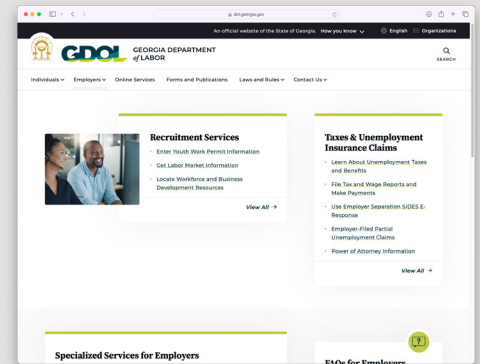 dol.georgia.gov
An official website of the State of Georgia. How you know
English
Organizations
GDOL
GEORGIA DEPARTMENT
of LABOR
SEARCH
Individuals
Employers
Online Services
Forms and Publications
Laws and Rules
Contact Us
Recruitment Services
Enter Youth Work Permit Information
Get Labor Market Information
Locate Workforce and Business
Development Resources
View All
Taxes & Unemployment
Insurance Claims
Learn About Unemployment Taxes
and Benefits
File Tax and Wage Reports and
Make Payments
Use Employer Separation SIDES E-
Response
Employer-Filed Partial
Unemployment Claims
Power of Attorney Information
View All
Specialized Services for Employers
FAQs for Employers